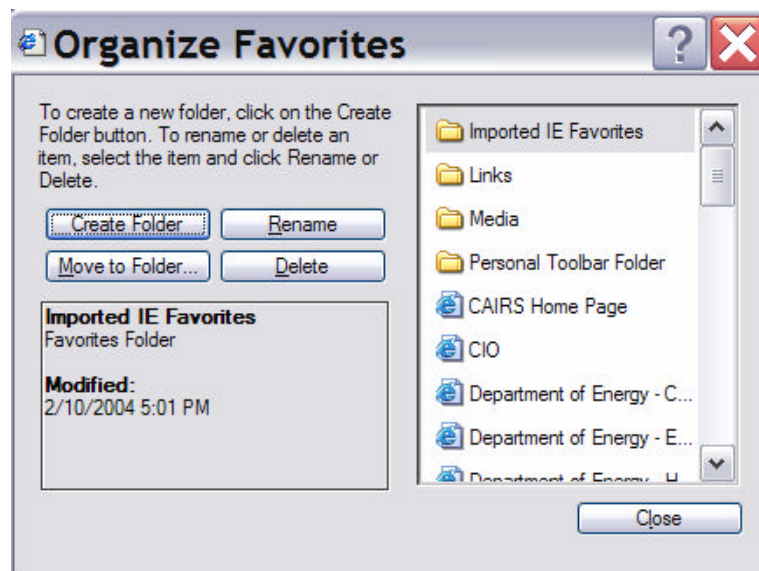 Organize Favorites
To create a new folder, click on the Create
Folder button. To rename or delete an
item, select the item and click Rename or
Delete.
Create Folder
Rename
Move to Folder...
Delete
Imported IE Favorites
Favorites Folder
Modified:
2/10/2004 5:01 PM
Imported IE Favorites
Links
Media
Personal Toolbar Folder
CAIRS Home Page
CIO
Department of Energy - C...
Department of Energy - E...
Department of Energy - H...
Close